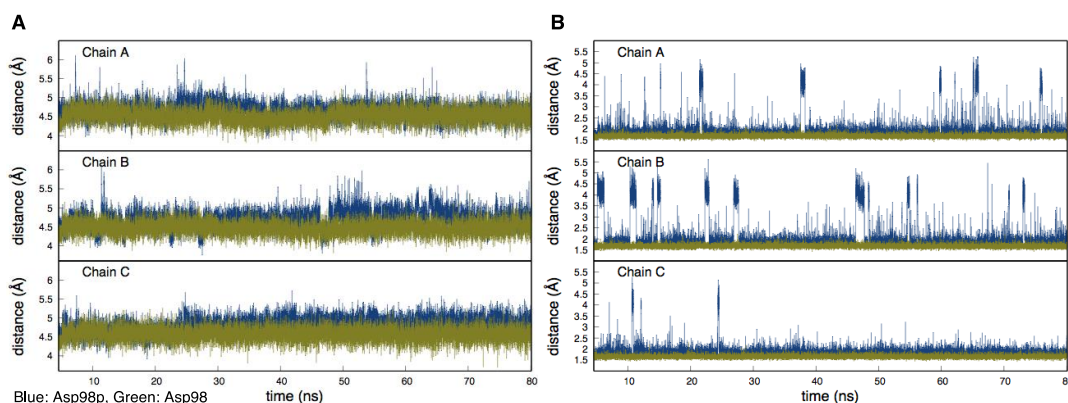 A
Chain A
distance (Å)
6
5.5
5
4.5
4
Chain B
distance (Å)
6
5.5
5
4.5
4
Chain C
distance (Å)
6
5.5
5
4.5
4
10 20 30 40 50 60 70 80
time (ns)
Blue: Asp98p, Green: Asp98
B
Chain A
distance (Å)
5.5
5
4.5
4
3.5
3
2.5
2
1.5
Chain B
distance (Å)
5.5
5
4.5
4
3.5
3
2.5
2
1.5
Chain C
distance (Å)
5.5
5
4.5
4
3.5
3
2.5
2
1.5
10 20 30 40 50 60 70 80
time (ns)